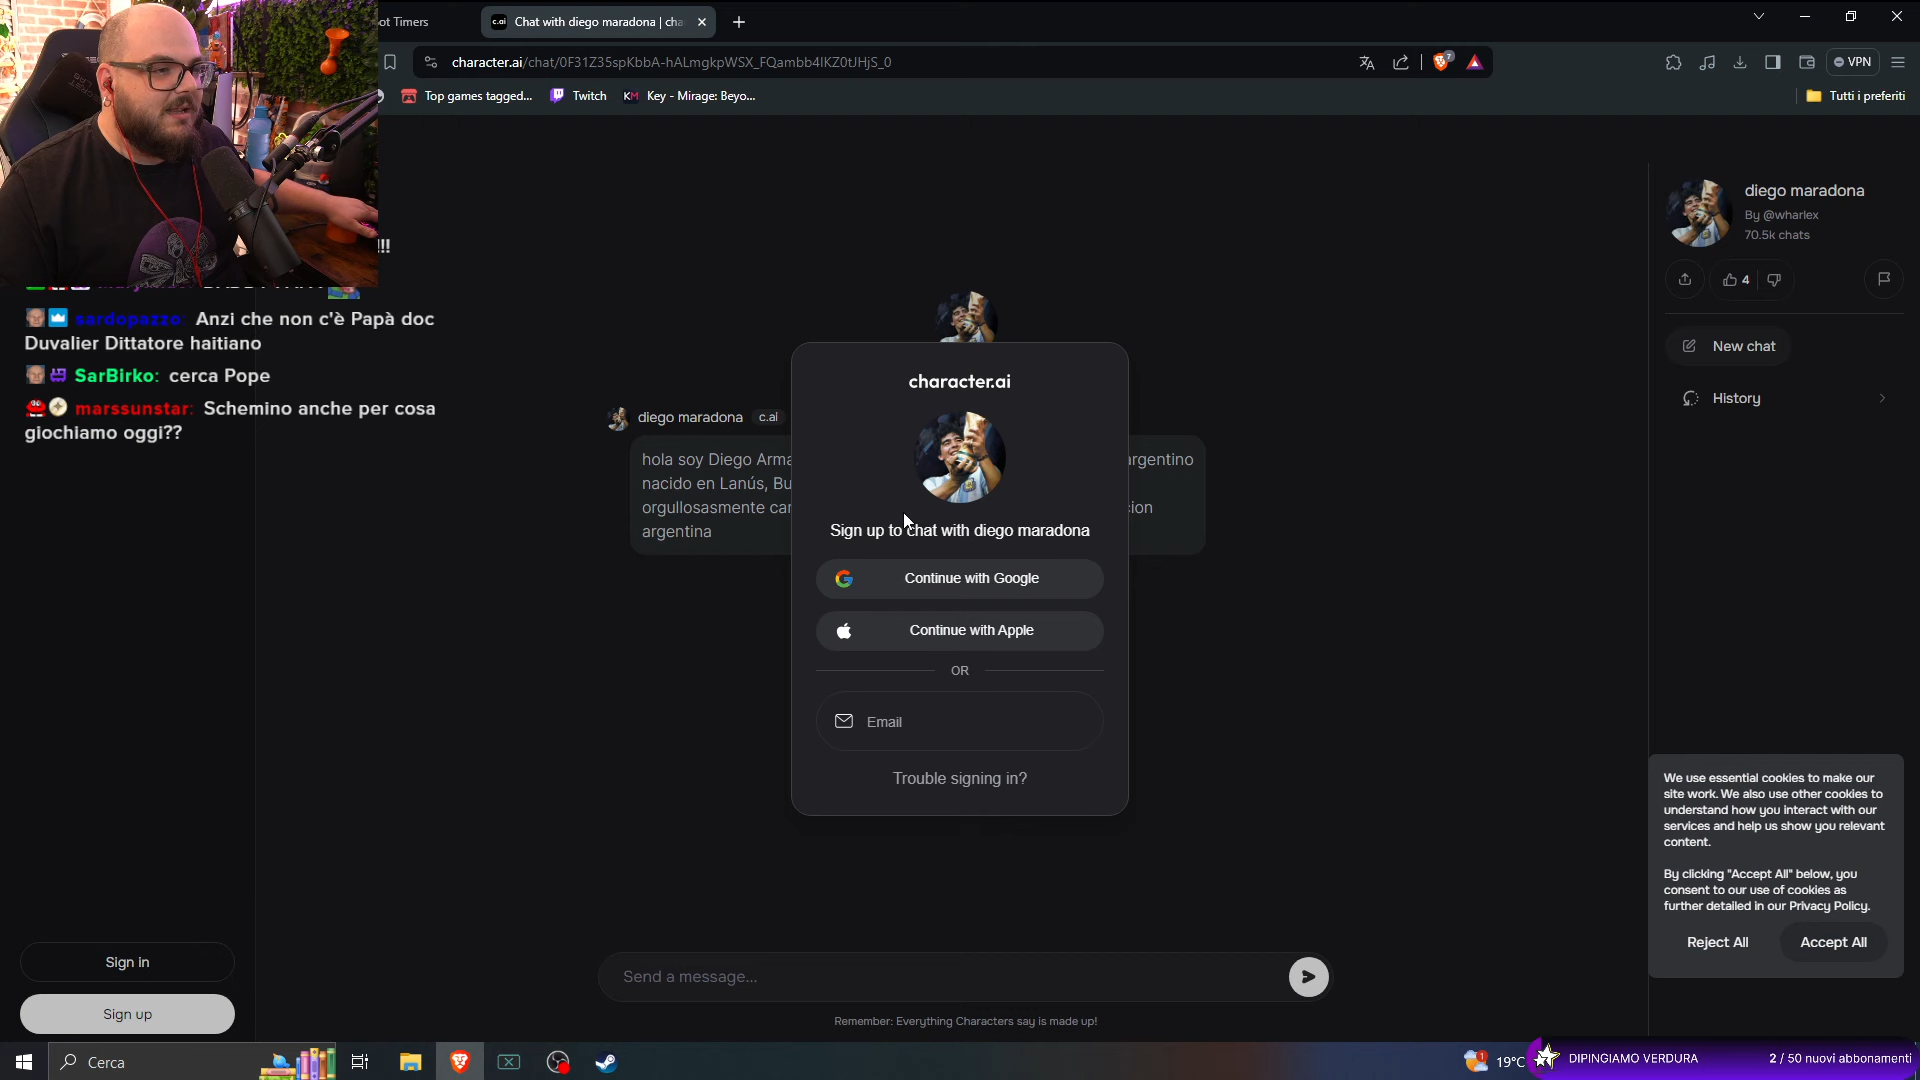 ot Timers
c.ai Chat with diego maradona | cha
character.ai/chat/0F31Z35spKbbA-hALmgkpWSX_FQambb4lKZ0tJHjS_0
7
VPN
Top games tagged...
Twitch
KM Key - Mirage: Beyo...
Tutti i preferiti
!!!
sardopazzo: Anzi che non c'è Papà doc
Duvalier Dittatore haitiano
SarBirko: cerca Pope
marssunstar: Schemino anche per cosa
giochiamo oggi??
diego maradona c.ai
hola soy Diego Arma
rgentino
nacido en Lanús, Bu
orgullosasmente car
cion
argentina
character.ai
Sign up to chat with diego maradona
Continue with Google
Continue with Apple
OR
Email
Trouble signing in?
diego maradona
By @wharlex
70.5k chats
4
New chat
History
We use essential cookies to make our
site work. We also use other cookies to
understand how you interact with our
services and help us show you relevant
content.
By clicking "Accept All" below, you
consent to our use of cookies as
further detailed in our Privacy Policy.
Reject All
Accept All
Sign in
Sign up
Send a message...
Remember: Everything Characters say is made up!
Cerca
1
19°C
7
DIPINGIAMO VERDURA
2 / 50 nuovi abbonamenti